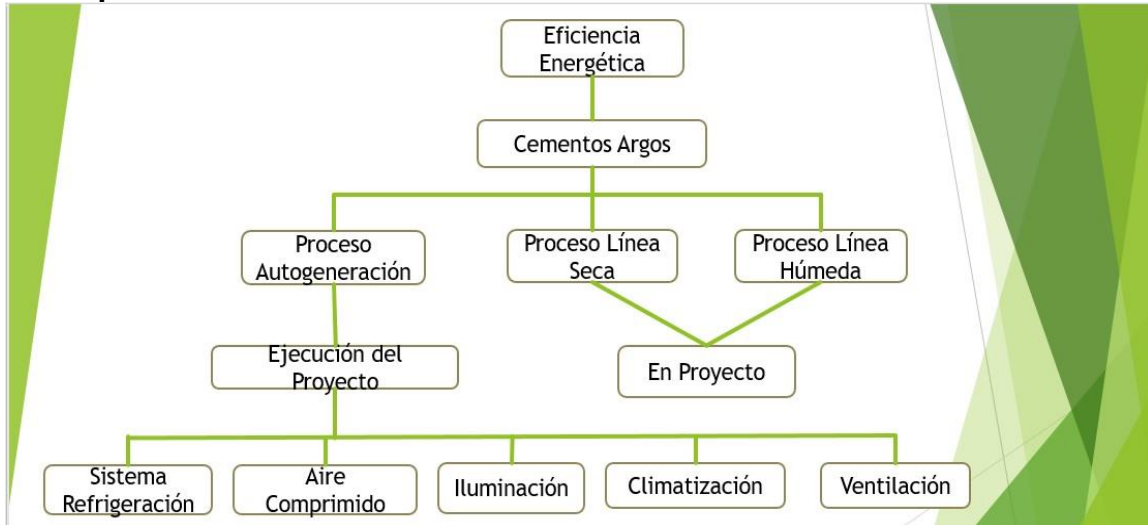 Eficiencia
Energética
Cementos Argos
Proceso
Autogeneración
Proceso Línea
Seca
Proceso Línea
Húmeda
Ejecución del
Proyecto
En Proyecto
Sistema
Refrigeración
Aire
Comprimido
Iluminación
Climatización
Ventilación